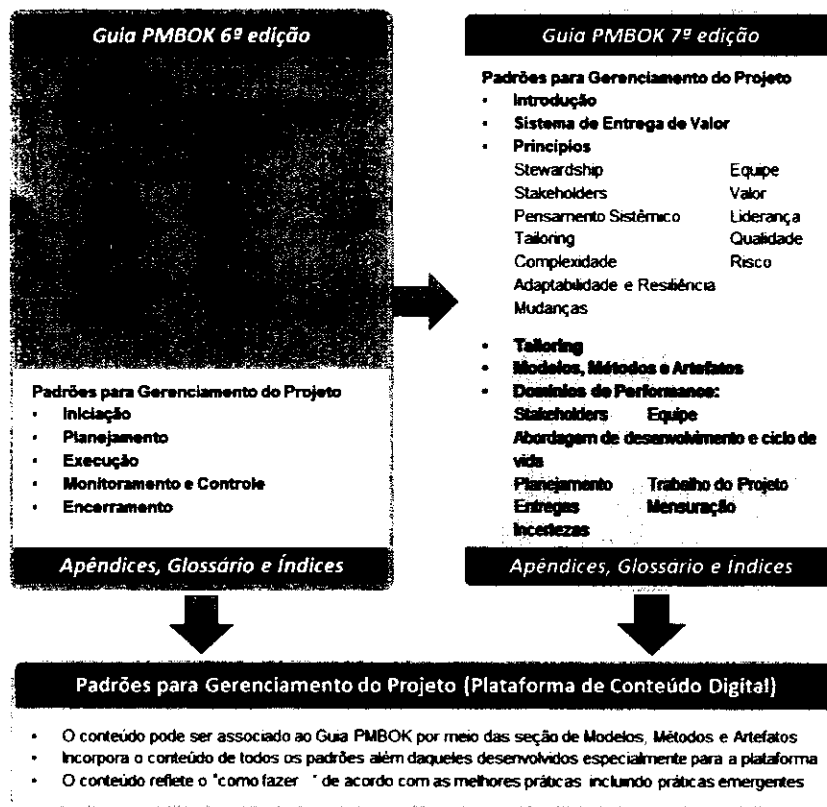 Guia PMBOK 6ª edição
Padrões para Gerenciamento do Projeto
• Iniciação
• Planejamento
• Execução
• Monitoramento e Controle
• Encerramento
Apêndices, Glossário e Índices
Guia PMBOK 7ª edição
Padrões para Gerenciamento do Projeto
• Introdução
• Sistema de Entrega de Valor
• Princípios
Stewardship Equipe
Stakeholders Valor
Pensamento Sistêmico Liderança
Tailoring Qualidade
Complexidade Risco
Adaptabilidade e Resiliência
Mudanças
• Tailoring
• Modelos, Métodos e Artefatos
• Domínios de Performance:
Stakeholders Equipe
Abordagem de desenvolvimento e ciclo de
vida
Planejamento Trabalho do Projeto
Entregas Mensuração
Incertezas
Apêndices, Glossário e Índices
Padrões para Gerenciamento do Projeto (Plataforma de Conteúdo Digital)
• O conteúdo pode ser associado ao Guia PMBOK por meio das seção de Modelos, Métodos e Artefatos
• Incorpora o conteúdo de todos os padrões além daqueles desenvolvidos especialmente para a plataforma
• O conteúdo reflete o "como fazer " de acordo com as melhores práticas incluindo práticas emergentes